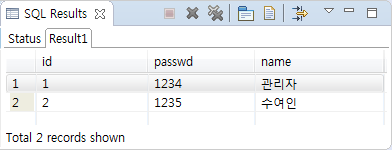 SQL Results
Status Result1
id passwd name
1 1 1234 관리자
2 2 1235 수여인
Total 2 records shown